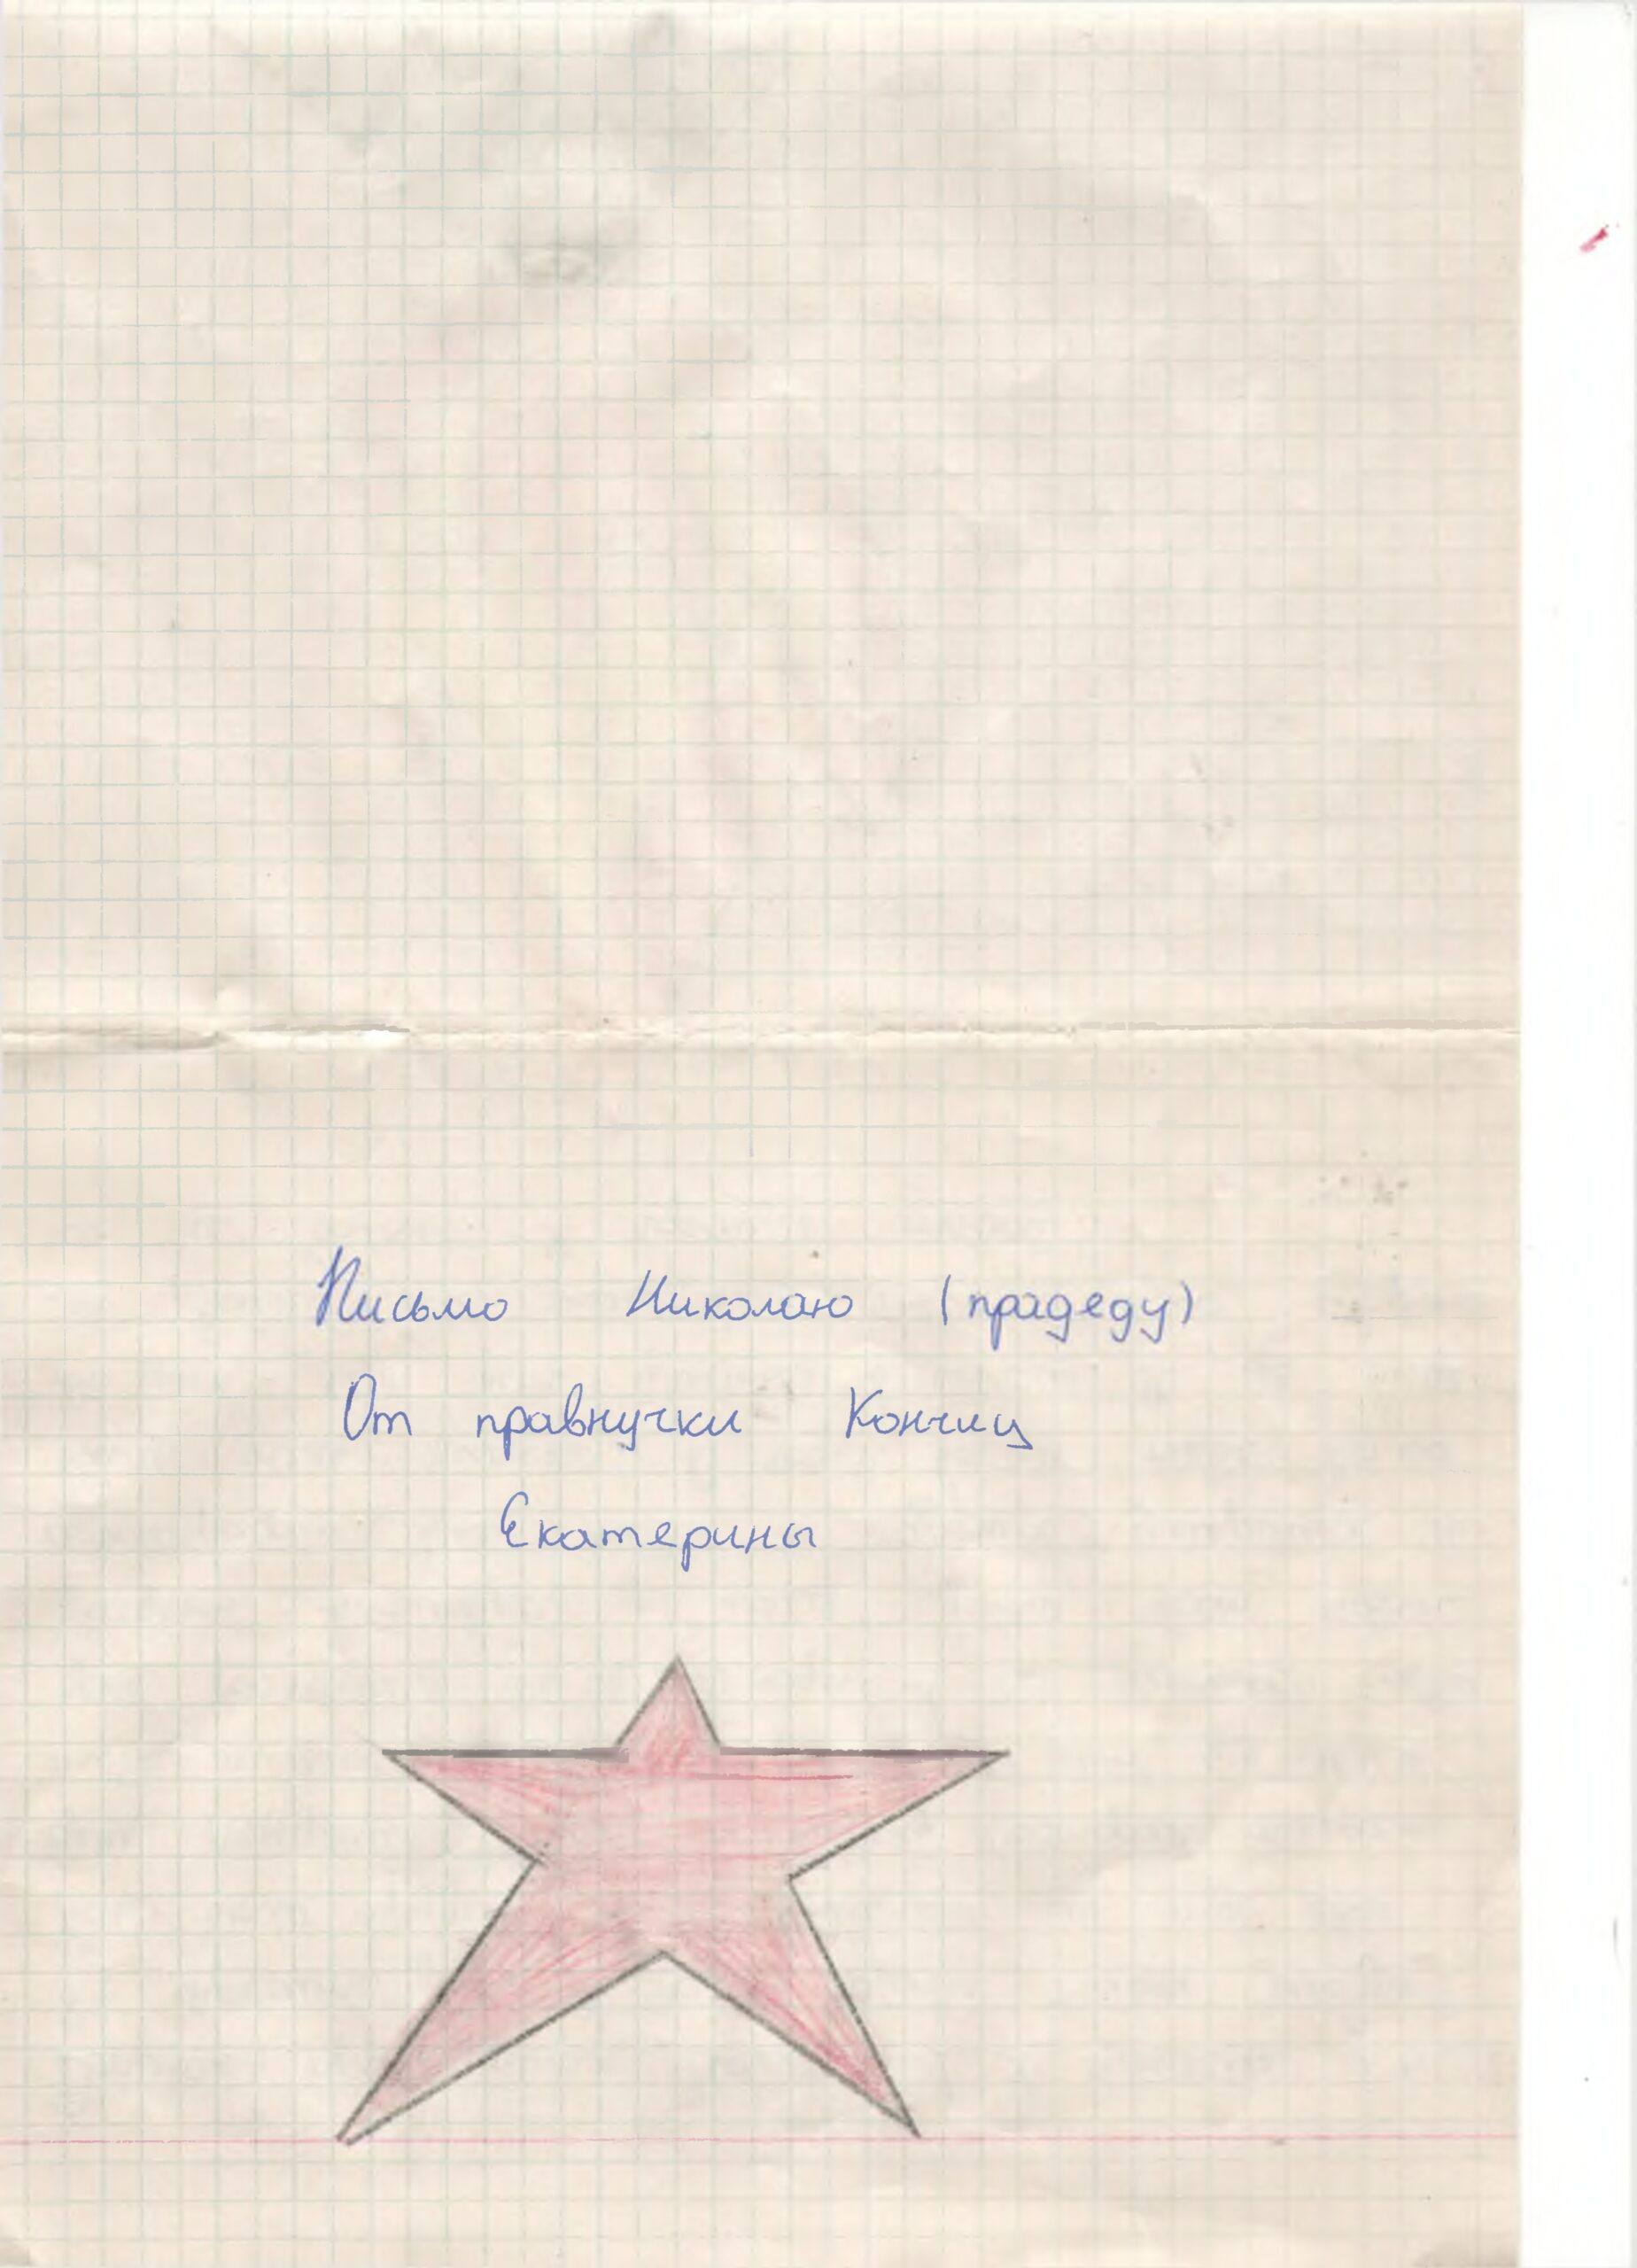 Письмо Николаю (прадеду)
От правнучки Кончиц
Екатерины